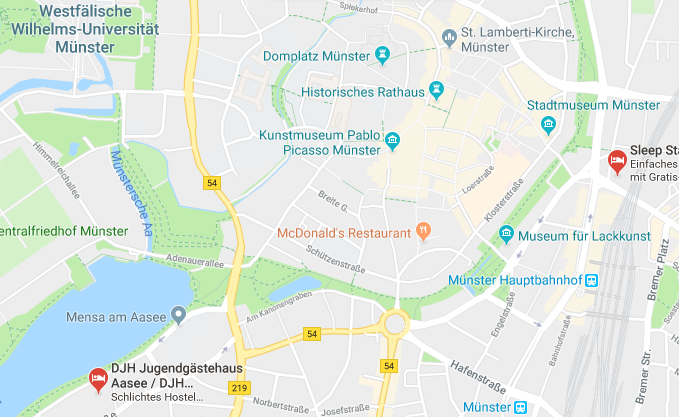 Westfälische
Wilhelms-Universität
Münster
Spiekerhof
St. Lamberti-Kirche,
Münster
Domplatz Münster
Historisches Rathaus
Stadtmuseum Münster
Kunstmuseum Pablo
Picasso Münster
Sleep Sta
Einfaches
mit Gratis-
Himmelreichallee
Münstersche Aa
54
Breite G.
Loerstraße
Klosterstraße
entralfriedhof Münster
McDonald's Restaurant
Museum für Lackkunst
Adenauerallee
Schützenstraße
Münster Hauptbahnhof
Bremer Platz
Am Kanonengraben
Engelstraße
Bahnhofstraße
Mensa am Aasee
54
54
Hafenstraße
Bremer Str.
DJH Jugendgästehaus
Aasee / DJH...
Schlichtes Hostel...
219
Norbertstraße
Josefstraße
Münster